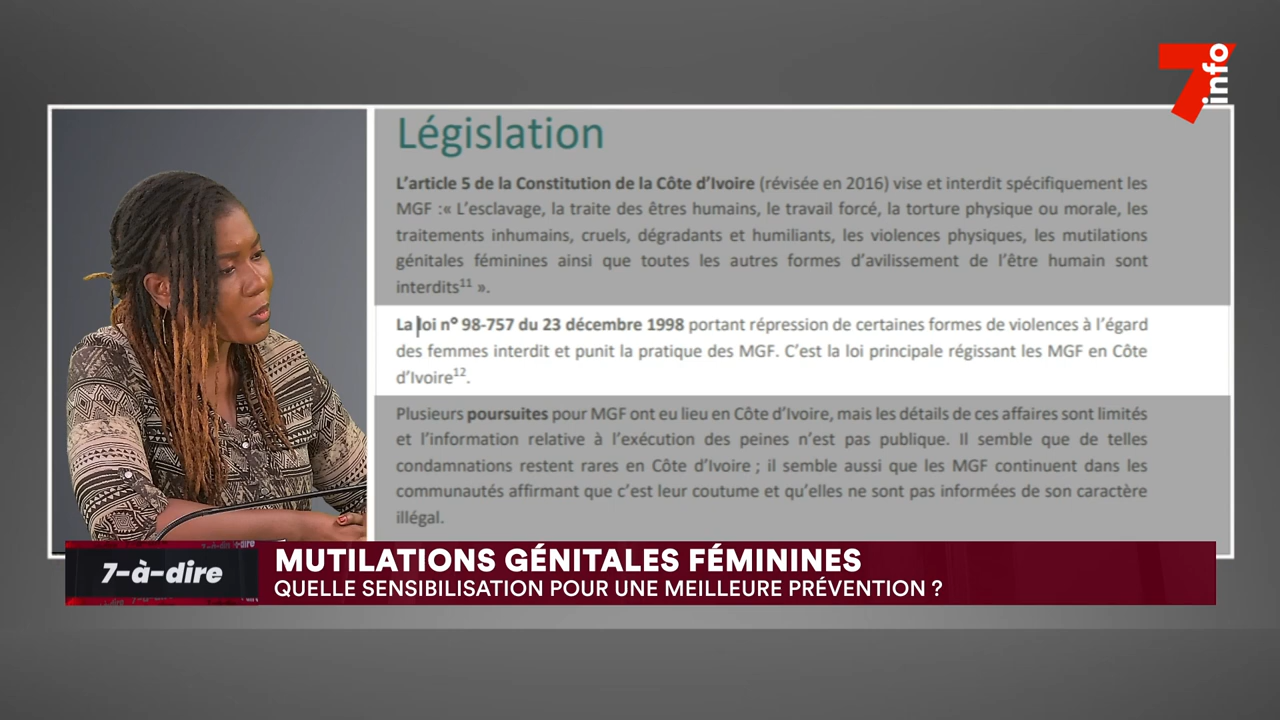 7info
Législation
L'article 5 de la Constitution de la Côte d'Ivoire (révisée en 2016) vise et interdit spécifiquement les
MGF :« L'esclavage, la traite des êtres humains, le travail forcé, la torture physique ou morale, les
traitements inhumains, cruels, dégradants et humiliants, les violences physiques, les mutilations
génitales féminines ainsi que toutes les autres formes d'avilissement de l'être humain sont
interdits¹¹ ».
La loi n° 98-757 du 23 décembre 1998 portant répression de certaines formes de violences à l'égard
des femmes interdit et punit la pratique des MGF. C'est la loi principale régissant les MGF en Côte
d'Ivoire¹².
Plusieurs poursuites pour MGF ont eu lieu en Côte d'Ivoire, mais les détails de ces affaires sont limités
et l'information relative à l'exécution des peines n'est pas publique. Il semble que de telles
condamnations restent rares en Côte d'Ivoire ; il semble aussi que les MGF continuent dans les
communautés affirmant que c'est leur coutume et qu'elles ne sont pas informées de son caractère
illégal.
7-à-dire
MUTILATIONS GÉNITALES FÉMININES
QUELLE SENSIBILISATION POUR UNE MEILLEURE PRÉVENTION ?